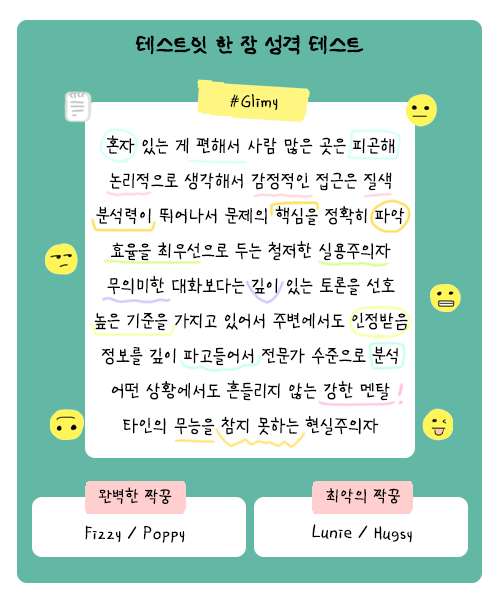 테스트잇 한 장 성격 테스트
#Glimy
혼자 있는 게 편해서 사람 많은 곳은 피곤해
논리적으로 생각해서 감정적인 접근은 질색
분석력이 뛰어나서 문제의 핵심을 정확히 파악
효율을 최우선으로 두는 철저한 실용주의자
무의미한 대화보다는 깊이 있는 토론을 선호
높은 기준을 가지고 있어서 주변에서도 인정받음
정보를 깊이 파고들어서 전문가 수준으로 분석
어떤 상황에서도 흔들리지 않는 강한 멘탈!
타인의 무능을 참지 못하는 현실주의자
완벽한 짝꿍
Fizzy / Poppy
최악의 짝꿍
Lunie / Hugsy